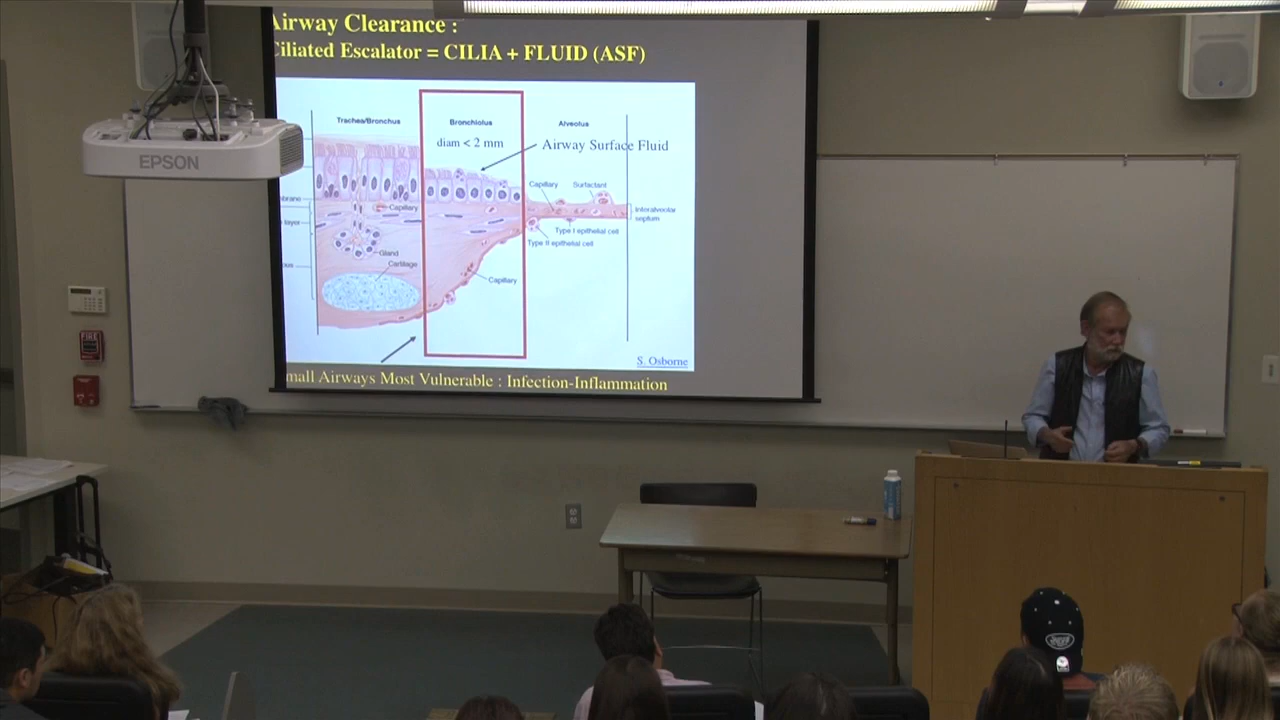 Airway Clearance :
Ciliated Escalator = CILIA + FLUID (ASF)
Trachea/Bronchus
Bronchiolus
Alveolus
diam < 2 mm
Airway Surface Fluid
Capillary
Surfactant
Capillary
Interalveolar
septum
Type I epithelial cell
Type II epithelial cell
Gland
Cartilage
Capillary
layer
S. Osborne
Small Airways Most Vulnerable : Infection-Inflammation
EPSON
FIRE